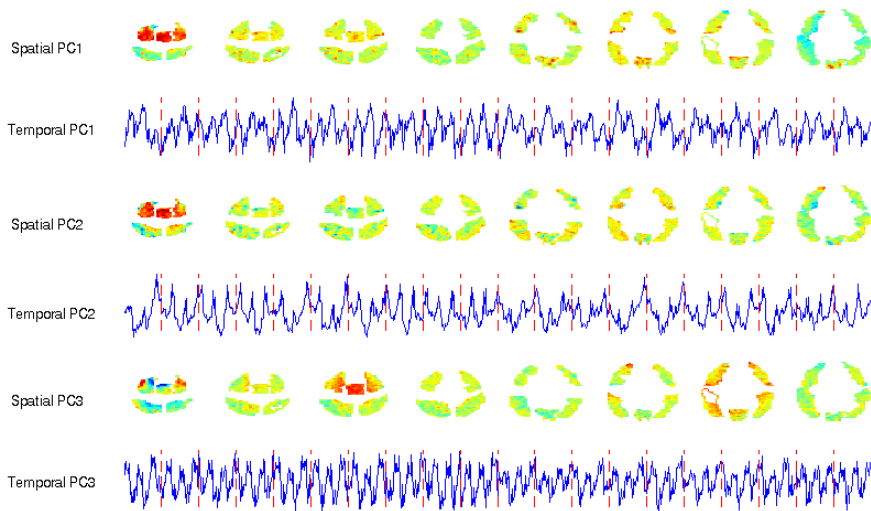 Spatial PC1
Temporal PC1
Spatial PC2
Temporal PC2
Spatial PC3
Temporal PC3